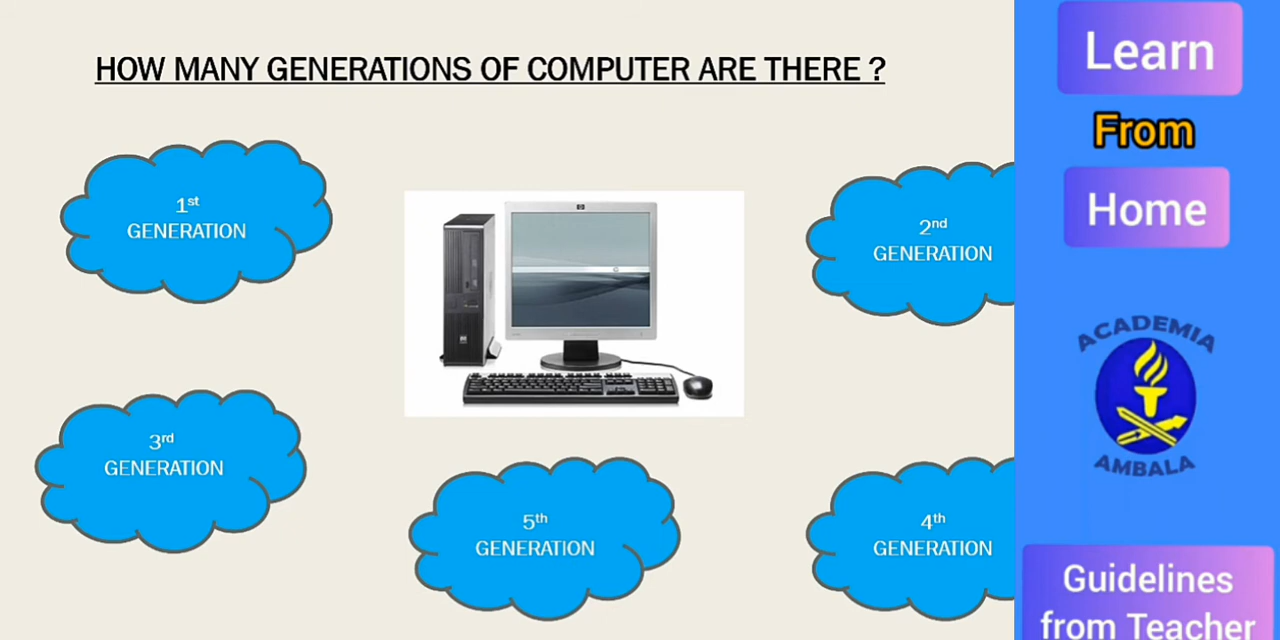 HOW MANY GENERATIONS OF COMPUTER ARE THERE ?
1st
GENERATION
2nd
GENERATION
3rd
GENERATION
5th
GENERATION
4th
GENERATION
Learn
From
Home
ACADEMIA
AMBALA
Guidelines
from Teacher